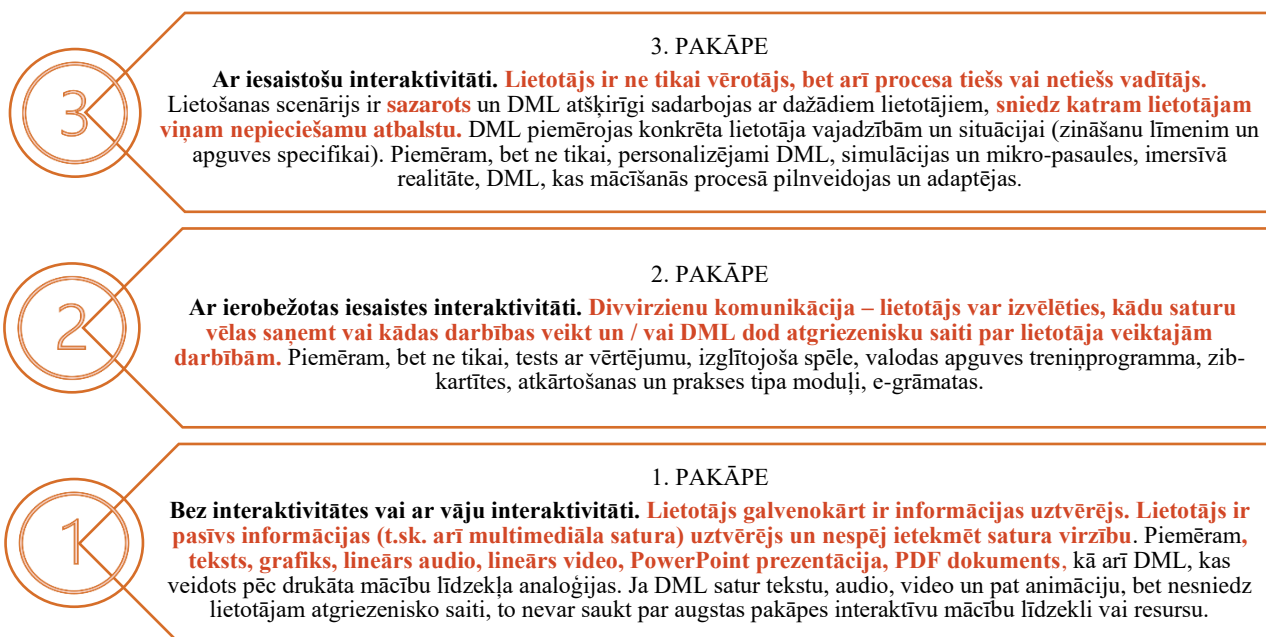 3
3. PAKĀPE
Ar iesaistošu interaktivitāti. Lietotājs ir ne tikai vērotājs, bet arī procesa tiešs vai netiešs vadītājs.
Lietošanas scenārijs ir sazarots un DML atšķirīgi sadarbojas ar dažādiem lietotājiem, sniedz katram lietotājam
viņam nepieciešamu atbalstu. DML piemērojas konkrēta lietotāja vajadzībām un situācijai (zināšanu līmenim un
apguves specifikai). Piemēram, bet ne tikai, personalizējami DML, simulācijas un mikro-pasaules, imersīvā
realitāte, DML, kas mācīšanās procesā pilnveidojas un adaptējas.
2
2. PAKĀPE
Ar ierobežotas iesaistes interaktivitāti. Divvirzienu komunikācija – lietotājs var izvēlēties, kādu saturu
vēlas saņemt vai kādas darbības veikt un / vai DML dod atgriezenisku saiti par lietotāja veiktajām
darbībām. Piemēram, bet ne tikai, tests ar vērtējumu, izglītojoša spēle, valodas apguves treniņprogramma, zib-
kartītes, atkārtošanas un prakses tipa moduļi, e-grāmatas.
1
1. PAKĀPE
Bez interaktivitātes vai ar vāju interaktivitāti. Lietotājs galvenokārt ir informācijas uztvērējs. Lietotājs ir
pasīvs informācijas (t.sk. arī multimediāla satura) uztvērējs un nespēj ietekmēt satura virzību. Piemēram,
teksts, grafiks, lineārs audio, lineārs video, PowerPoint prezentācija, PDF dokuments, kā arī DML, kas
veidots pēc drukāta mācību līdzekļa analoģijas. Ja DML satur tekstu, audio, video un pat animāciju, bet nesniedz
lietotājam atgriezenisko saiti, to nevar saukt par augstas pakāpes interaktīvu mācību līdzekli vai resursu.